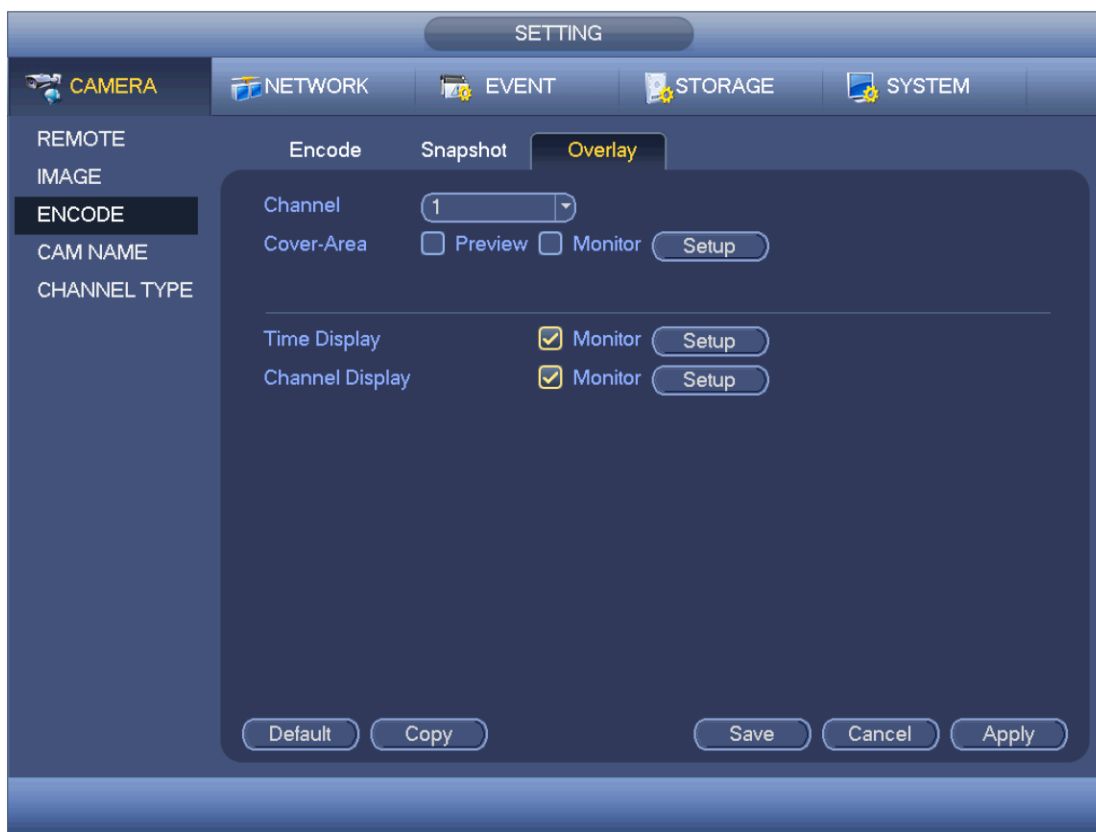 SETTING
CAMERA NETWORK EVENT STORAGE SYSTEM
REMOTE
IMAGE
ENCODE
CAM NAME
CHANNEL TYPE
Encode Snapshot Overlay
Channel 1
Cover-Area Preview Monitor Setup
Time Display Monitor Setup
Channel Display Monitor Setup
Default Copy Save Cancel Apply